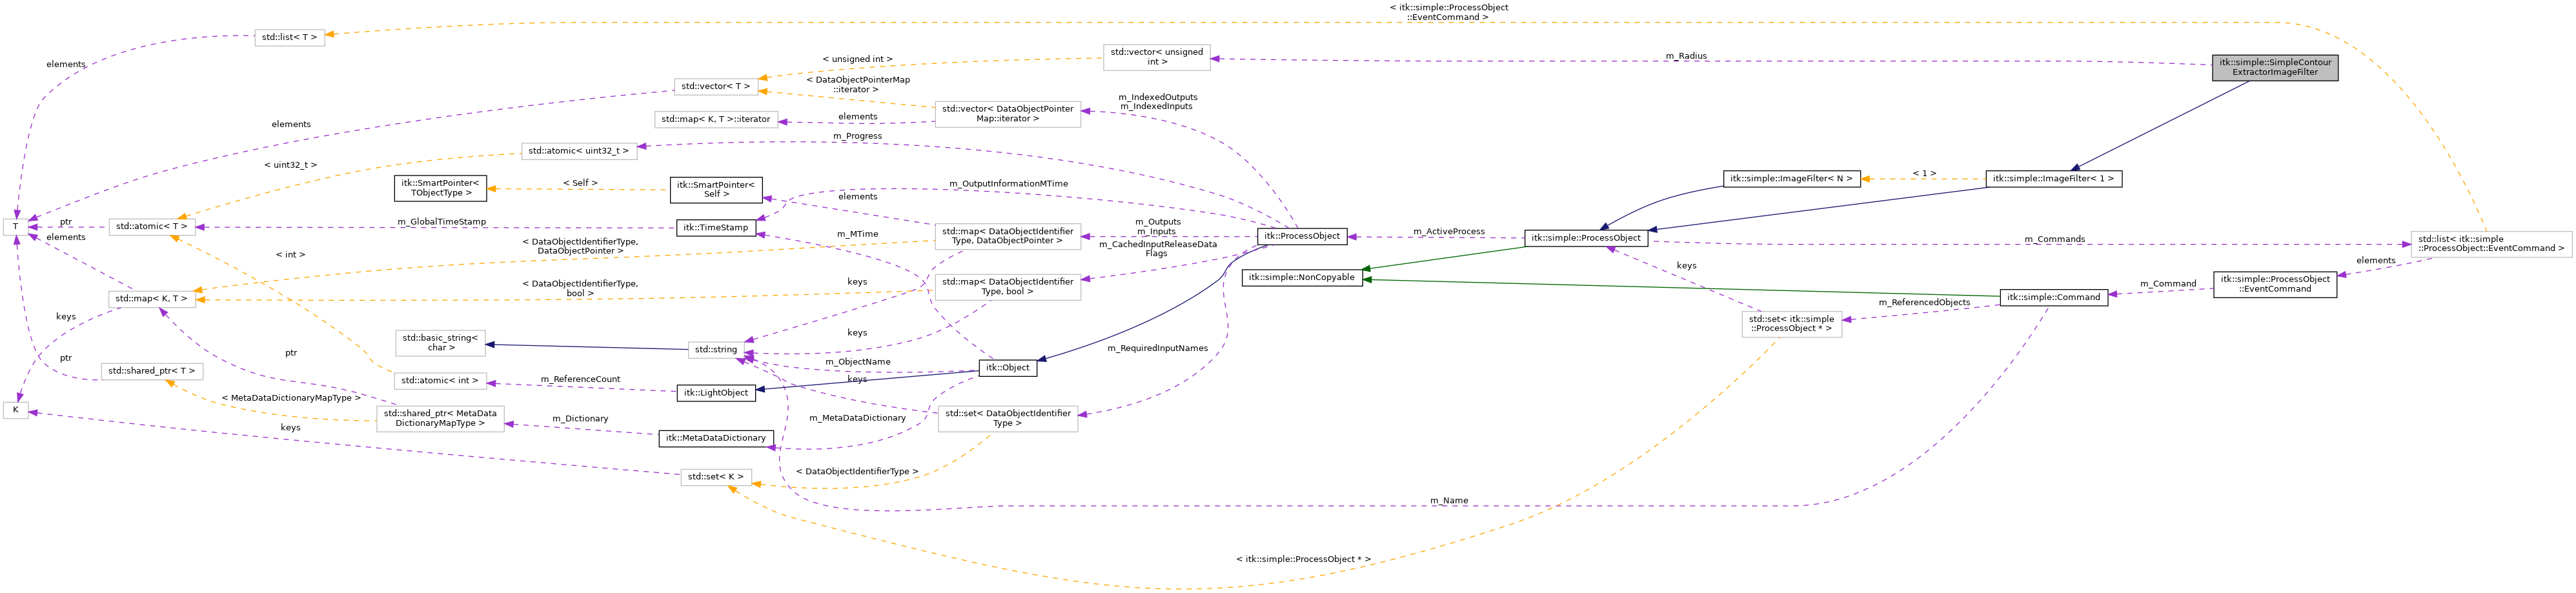 < itk::simple::ProcessObject
::EventCommand >
std::list< T >
elements
std::vector< unsigned
int >
< unsigned int >
m_Radius
itk::simple::SimpleContour
ExtractorImageFilter
std::vector< T >
< DataObjectPointerMap
::iterator >
m_IndexedOutputs
m_IndexedInputs
std::vector< DataObjectPointer
Map::iterator >
elements
std::map< K, T >::iterator
elements
m_Progress
std::atomic< uint32_t >
< uint32_t >
itk::SmartPointer<
TObjectType >
< Self >
itk::SmartPointer<
Self >
m_OutputInformationMTime
elements
itk::simple::ImageFilter< N >
< 1 >
itk::simple::ImageFilter< 1 >
T
ptr
std::atomic< T >
m_GlobalTimeStamp
itk::TimeStamp
m_MTime
std::map< DataObjectIdentifier
Type, DataObjectPointer >
m_Outputs
m_Inputs
itk::ProcessObject
m_ActiveProcess
itk::simple::ProcessObject
m_Commands
std::list< itk::simple
::ProcessObject::EventCommand >
elements
elements
< int >
< DataObjectIdentifierType,
DataObjectPointer >
m_CachedInputReleaseData
Flags
keys
itk::simple::NonCopyable
itk::simple::ProcessObject
::EventCommand
m_Command
itk::simple::Command
std::map< K, T >
< DataObjectIdentifierType,
bool >
keys
std::map< DataObjectIdentifier
Type, bool >
m_ReferencedObjects
std::set< itk::simple
::ProcessObject * >
keys
std::basic_string<
char >
std::string
keys
m_RequiredInputNames
ptr
ptr
std::shared_ptr< T >
m_ObjectName
itk::Object
keys
std::atomic< int >
m_ReferenceCount
itk::LightObject
< MetaDataDictionaryMapType >
K
std::shared_ptr< MetaData
DictionaryMapType >
m_Dictionary
itk::MetaDataDictionary
m_MetaDataDictionary
std::set< DataObjectIdentifier
Type >
keys
std::set< K >
< DataObjectIdentifierType >
m_Name
< itk::simple::ProcessObject * >